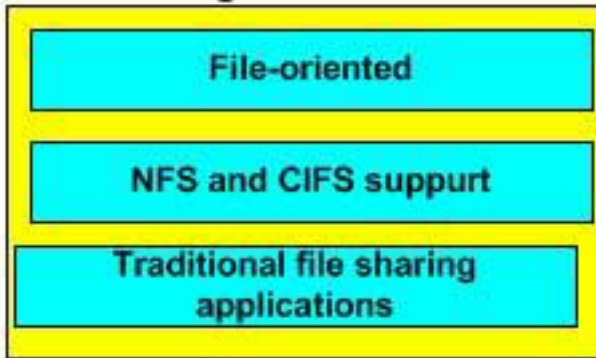 File-oriented
NFS and CIFS suppurt
Traditional file sharing
applications